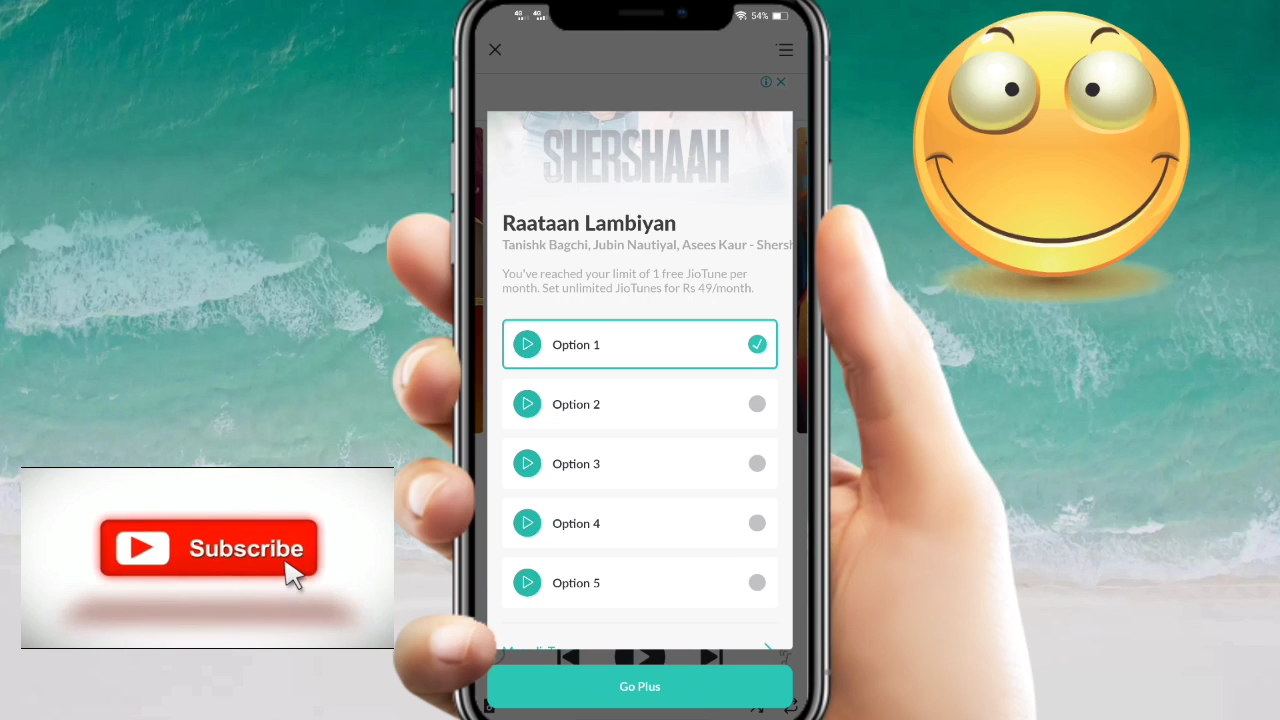 4G 4G 54%
SHERSHAAH
Raataan Lambiyan
Tanishk Bagchi, Jubin Nautiyal, Asees Kaur - Shersh
You've reached your limit of 1 free JioTune per
month. Set unlimited JioTunes for Rs 49/month.
Option 1
Option 2
Option 3
Option 4
Option 5
Go Plus
Subscribe